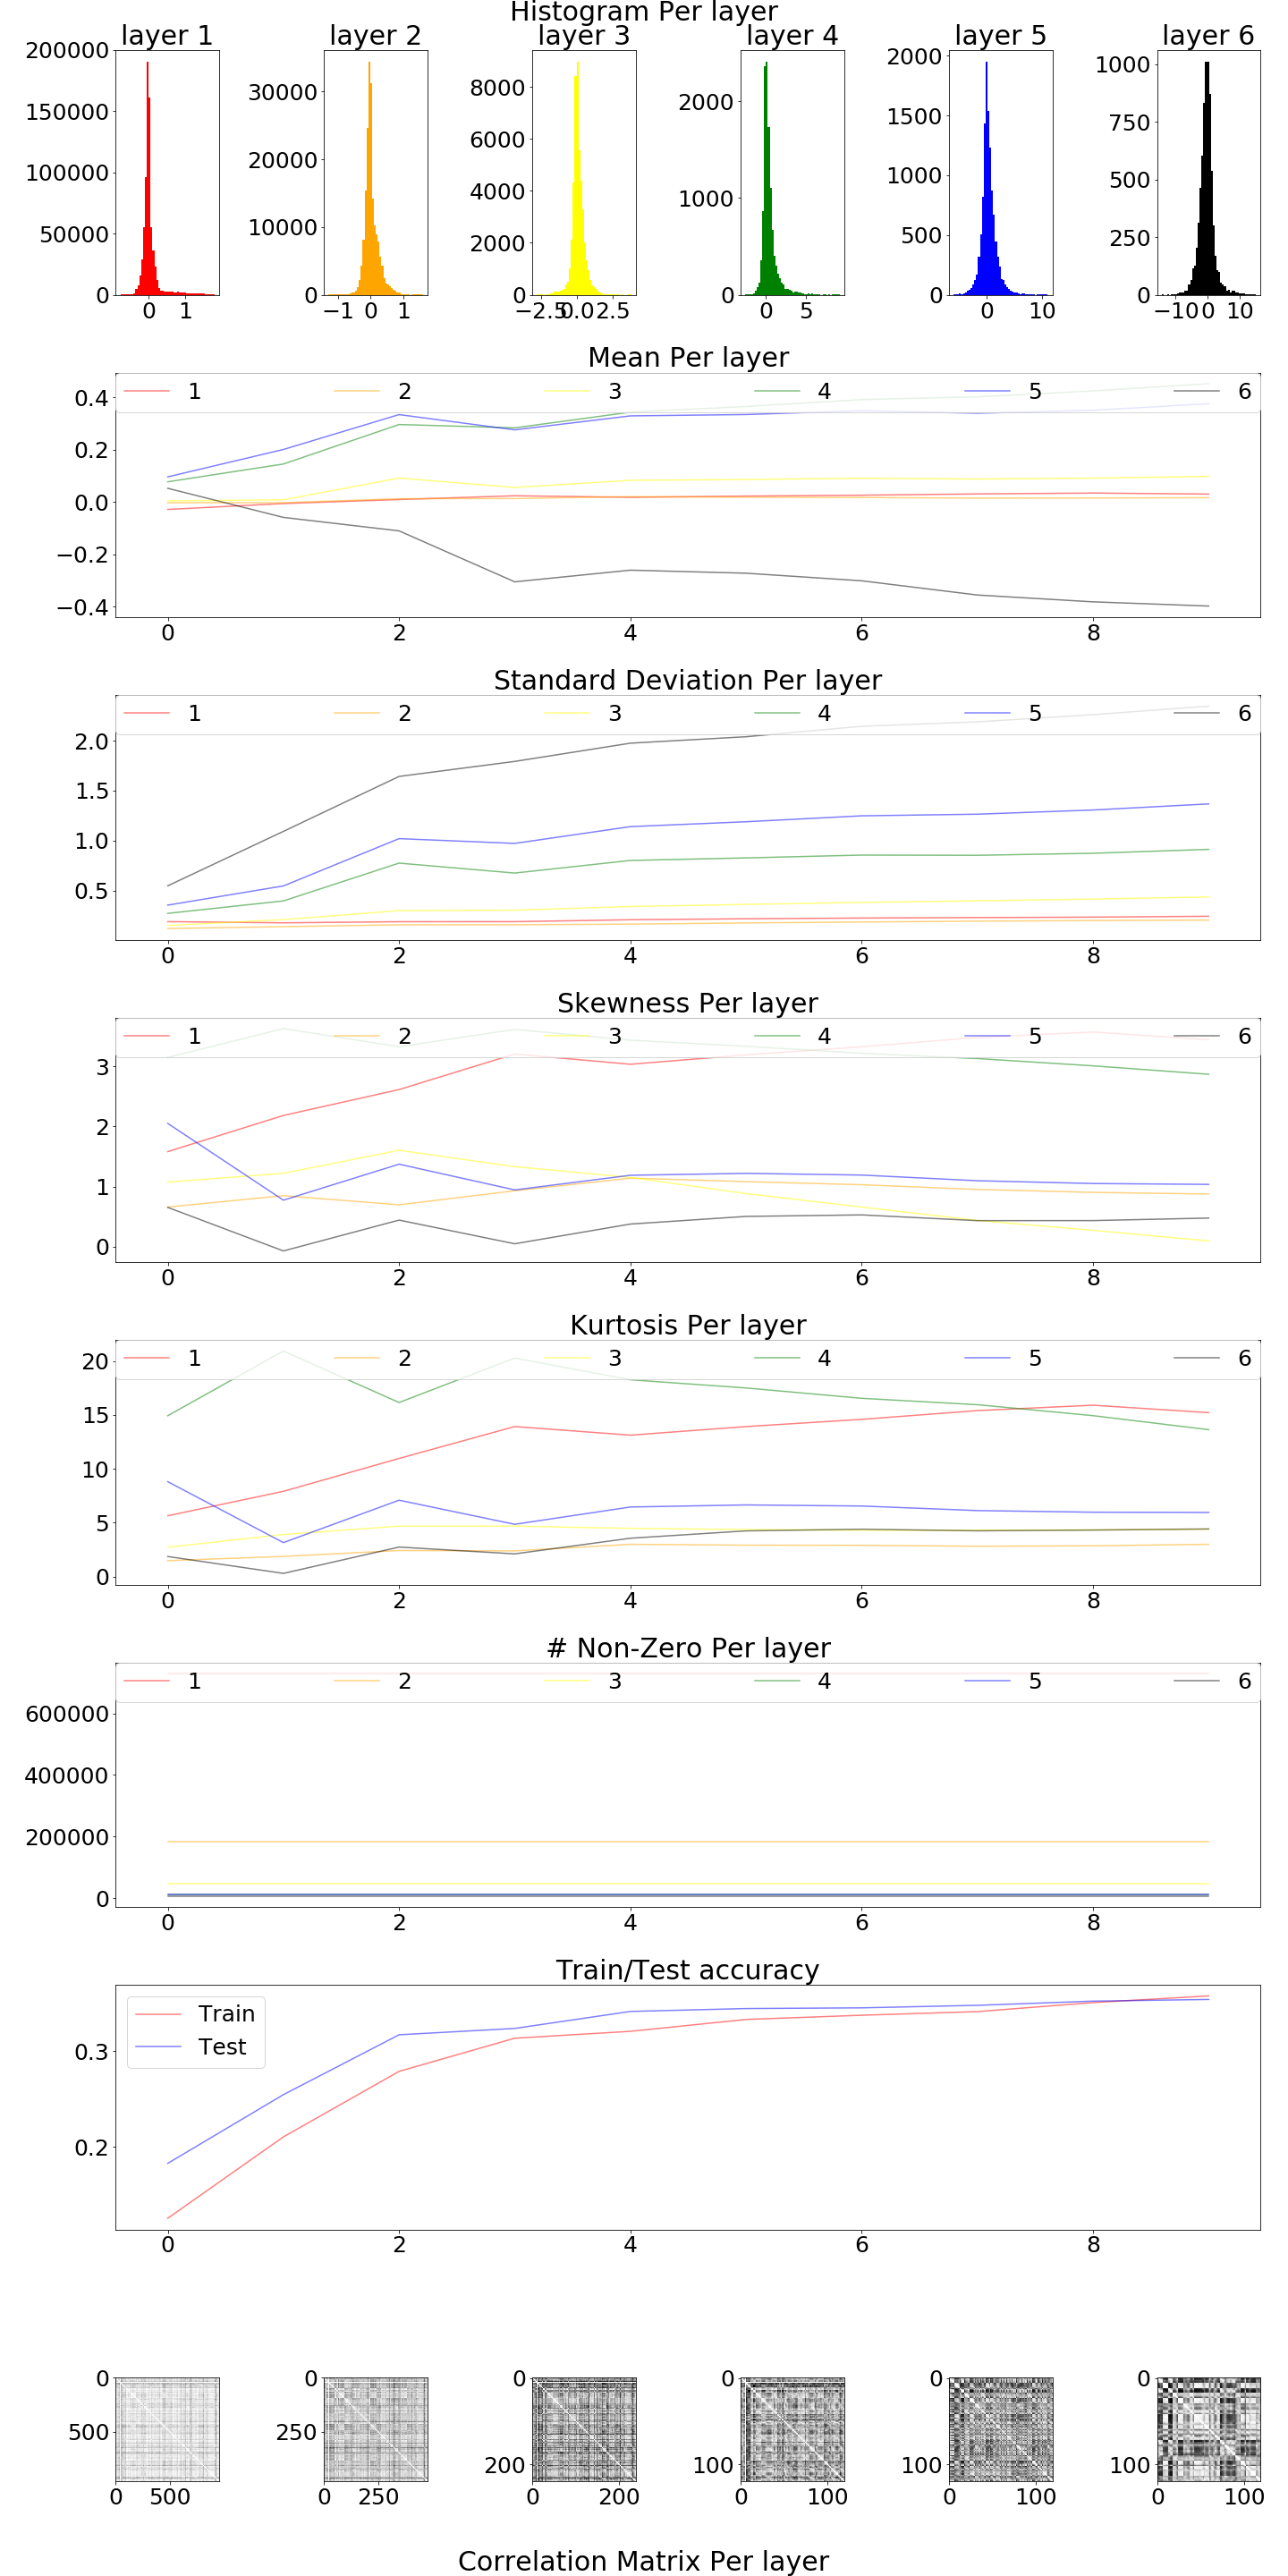 Histogram Per layer
layer 1 layer 2 layer 3 layer 4 layer 5 layer 6
200000 150000 100000 50000 0 0 1
30000 20000 10000 0 −1 0 1
8000 6000 4000 2000 0 −2.5 0.0 2.5
2000 1000 0 0 5
2000 1500 1000 500 0 0 10
1000 750 500 250 0 −10 0 10
Mean Per layer
1 2 3 4 5 6
0.4
0.2
0.0
−0.2
−0.4
0 2 4 6 8
Standard Deviation Per layer
1 2 3 4 5 6
2.0
1.5
1.0
0.5
0 2 4 6 8
Skewness Per layer
1 2 3 4 5 6
3
2
1
0
0 2 4 6 8
Kurtosis Per layer
1 2 3 4 5 6
20
15
10
5
0
0 2 4 6 8
# Non-Zero Per layer
1 2 3 4 5 6
600000
400000
200000
0
0 2 4 6 8
Train/Test accuracy
Train
Test
0.3
0.2
0 2 4 6 8
0 500 0 500
0 250 0 250
0 200 0 200
0 100 0 100
0 100 0 100
0 100 0 100
Correlation Matrix Per layer